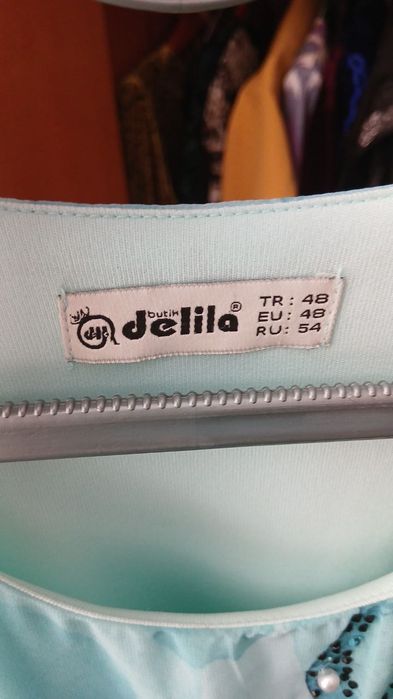 butik
delila®
TR : 48
EU : 48
RU : 54